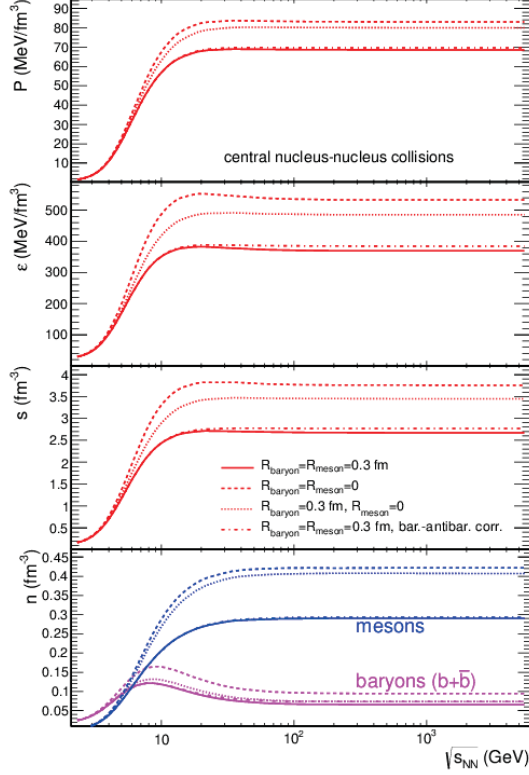 P (MeV/fm³)
90
80
70
60
50
40
30
20
10
central nucleus-nucleus collisions
ε (MeV/fm³)
500
400
300
200
100
s (fm⁻³)
4
3.5
3
2.5
2
1.5
1
0.5
R_baryon=R_meson=0.3 fm
R_baryon=R_meson=0
R_baryon=0.3 fm, R_meson=0
R_baryon=R_meson=0.3 fm, bar.-antibar. corr.
n (fm⁻³)
0.45
0.4
0.35
0.3
0.25
0.2
0.15
0.1
0.05
mesons
baryons (b+b̅)
10
10²
10³
√s_NN (GeV)